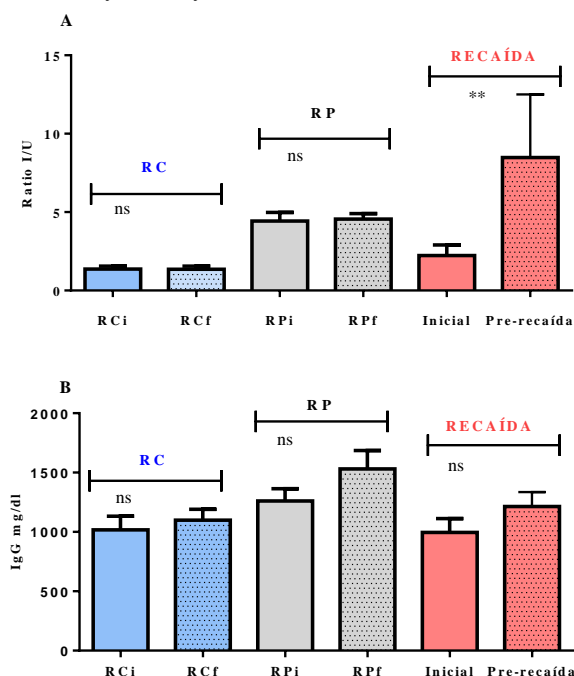 A
RECAÍDA
**
RP
ns
RC
ns
Ratio I/U
15
10
5
0
RCi RCf RPi RPf Inicial Pre-recaída
B
RP
RECAÍDA
ns
ns
RC
ns
IgG mg/dl
2000
1500
1000
500
0
RCi RCf RPi RPf Inicial Pre-recaída